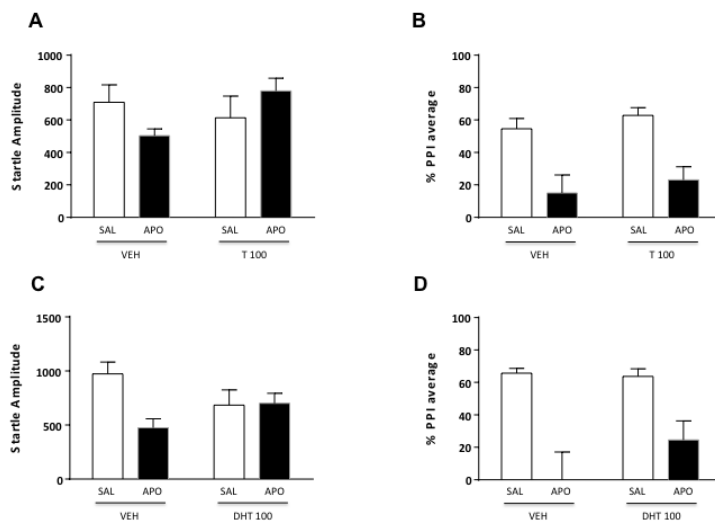 A
Startle Amplitude
1000
800
600
400
200
0
SAL APO SAL APO
VEH T 100
B
% PPI average
100
80
60
40
20
0
SAL APO SAL APO
VEH T 100
C
Startle Amplitude
1500
1000
500
0
SAL APO SAL APO
VEH DHT 100
D
% PPI average
100
80
60
40
20
0
SAL APO SAL APO
VEH DHT 100